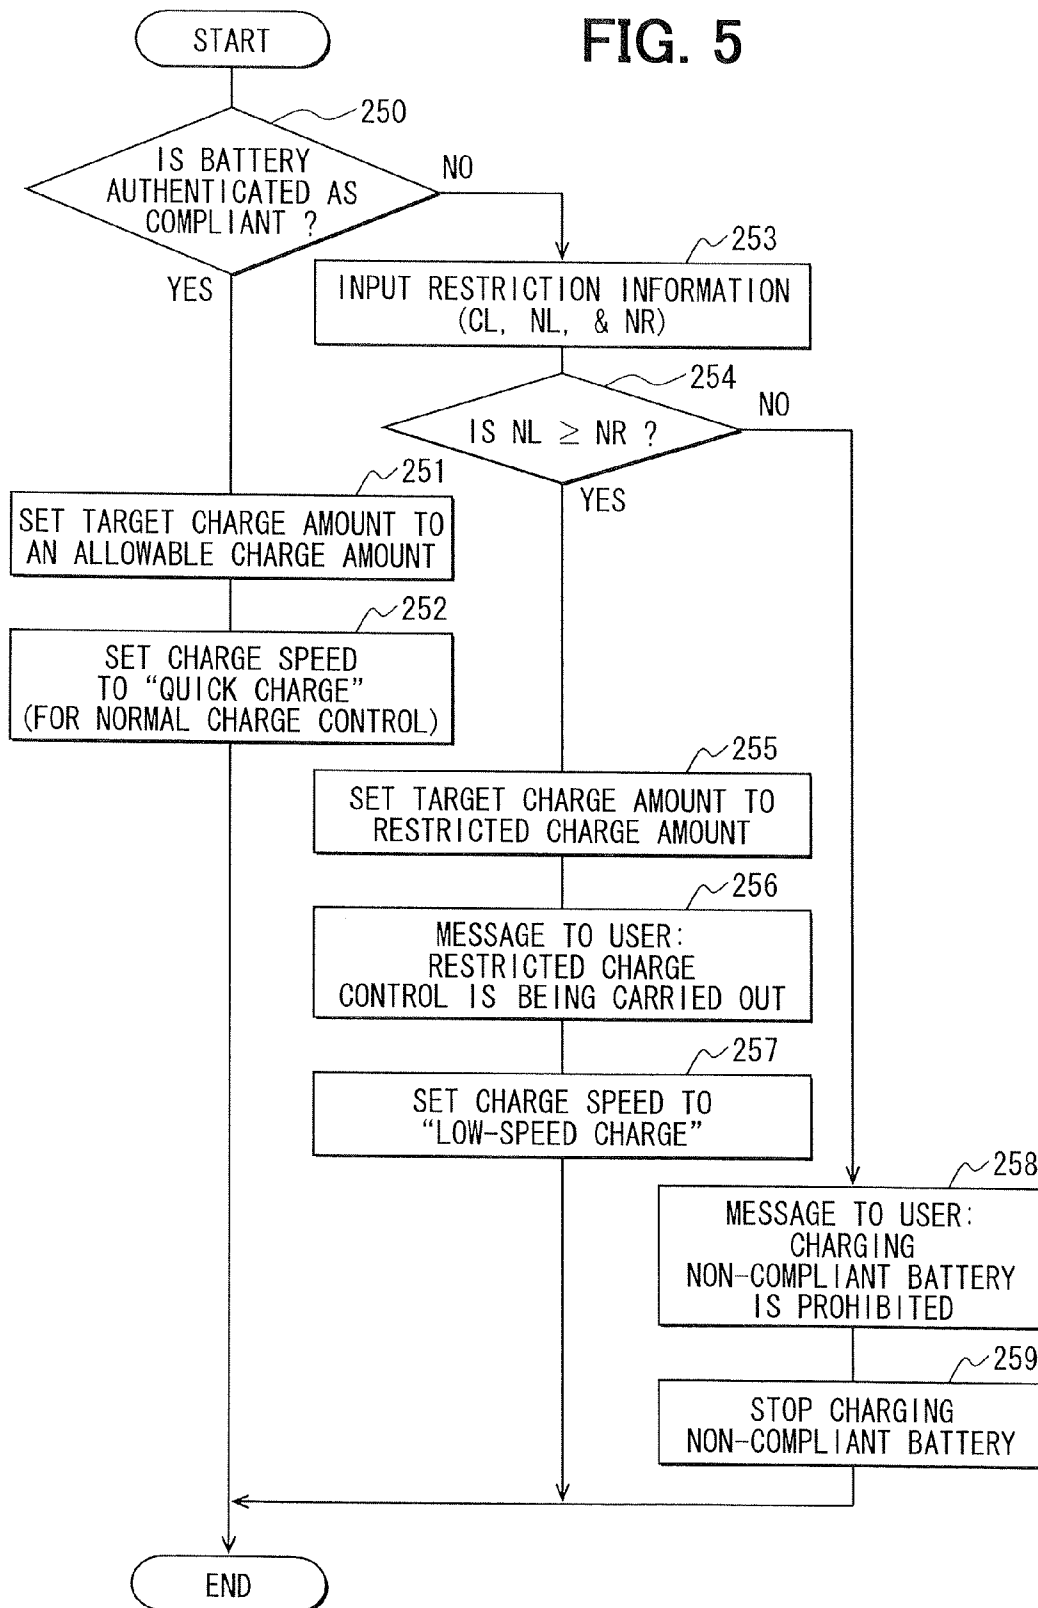 FIG. 5
START
250
IS BATTERY
AUTHENTICATED AS
COMPLIANT ?
NO
YES
253
INPUT RESTRICTION INFORMATION
(CL, NL, & NR)
254
IS NL ≥ NR ?
NO
YES
251
SET TARGET CHARGE AMOUNT TO
AN ALLOWABLE CHARGE AMOUNT
252
SET CHARGE SPEED
TO “QUICK CHARGE”
(FOR NORMAL CHARGE CONTROL)
255
SET TARGET CHARGE AMOUNT TO
RESTRICTED CHARGE AMOUNT
256
MESSAGE TO USER:
RESTRICTED CHARGE
CONTROL IS BEING CARRIED OUT
257
SET CHARGE SPEED TO
“LOW-SPEED CHARGE”
258
MESSAGE TO USER:
CHARGING
NON-COMPLIANT BATTERY
IS PROHIBITED
259
STOP CHARGING
NON-COMPLIANT BATTERY
END